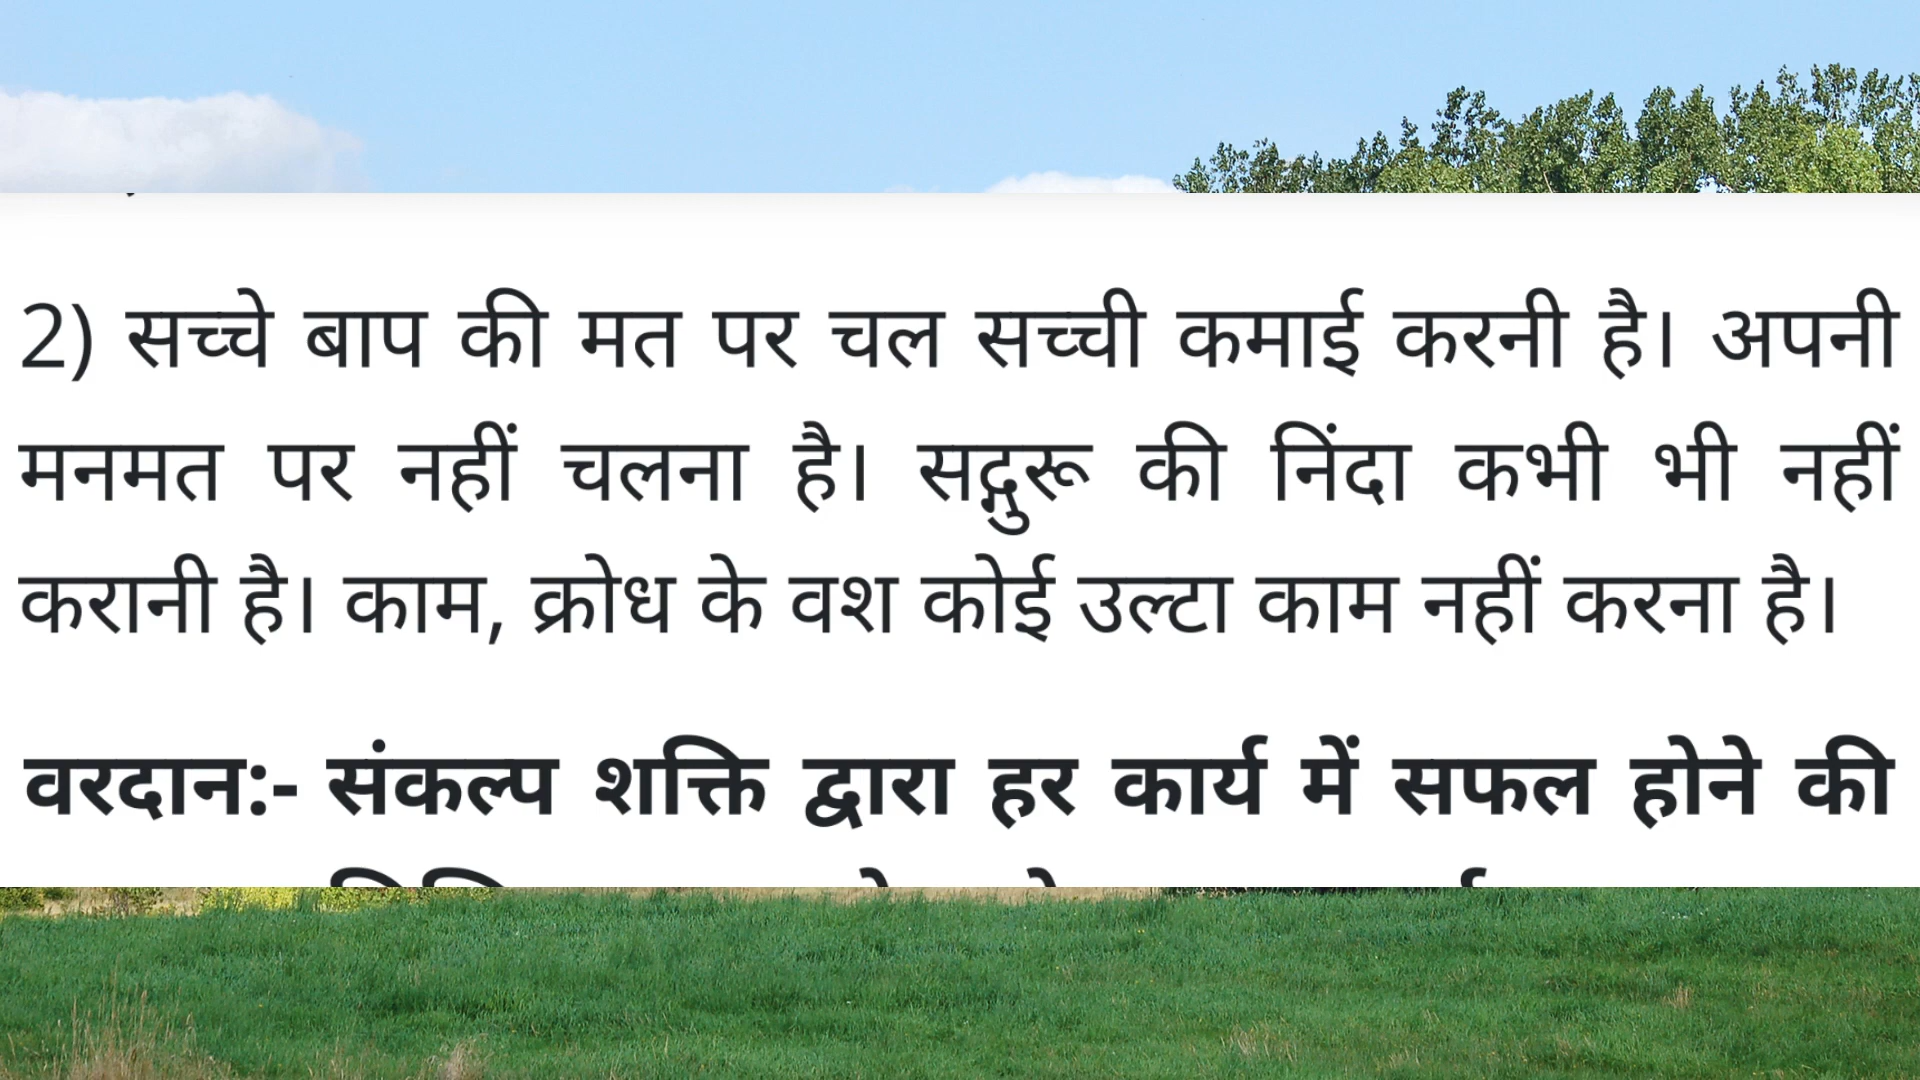 2) सच्चे बाप की मत पर चल सच्ची कमाई करनी है। अपनी
मनमत पर नहीं चलना है। सद्गुरू की निंदा कभी भी नहीं
करानी है। काम, क्रोध के वश कोई उल्टा काम नहीं करना है।
वरदान:- संकल्प शक्ति द्वारा हर कार्य में सफल होने की